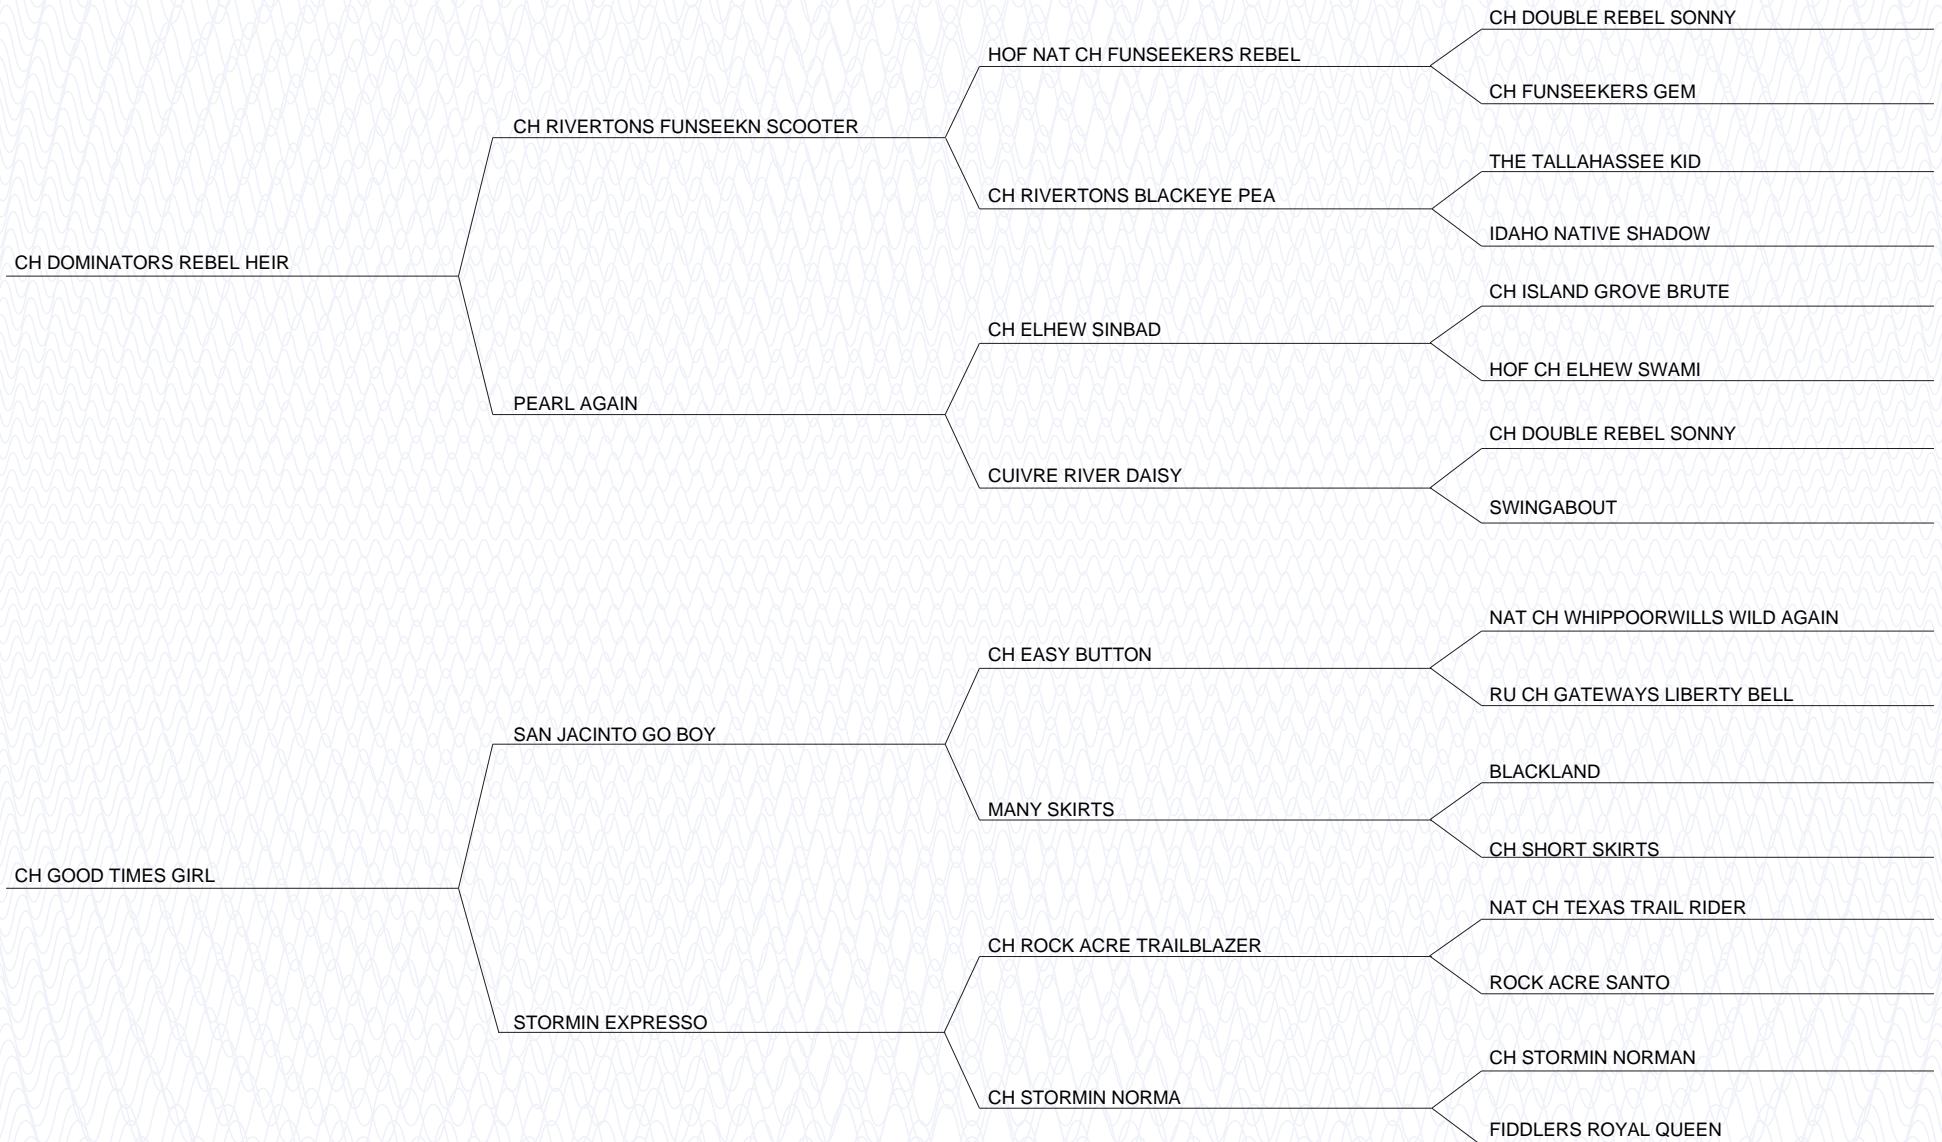 CH DOUBLE REBEL SONNY
HOF NAT CH FUNSEEKERS REBEL
CH FUNSEEKERS GEM
CH RIVERTONS FUNSEEKN SCOOTER
THE TALLAHASSEE KID
CH RIVERTONS BLACKEYE PEA
IDAHO NATIVE SHADOW
CH DOMINATORS REBEL HEIR
CH ISLAND GROVE BRUTE
CH ELHEW SINBAD
HOF CH ELHEW SWAMI
PEARL AGAIN
CH DOUBLE REBEL SONNY
CUIVRE RIVER DAISY
SWINGABOUT
NAT CH WHIPPOORWILLS WILD AGAIN
CH EASY BUTTON
RU CH GATEWAYS LIBERTY BELL
SAN JACINTO GO BOY
BLACKLAND
MANY SKIRTS
CH SHORT SKIRTS
CH GOOD TIMES GIRL
NAT CH TEXAS TRAIL RIDER
CH ROCK ACRE TRAILBLAZER
ROCK ACRE SANTO
STORMIN EXPRESSO
CH STORMIN NORMAN
CH STORMIN NORMA
FIDDLERS ROYAL QUEEN